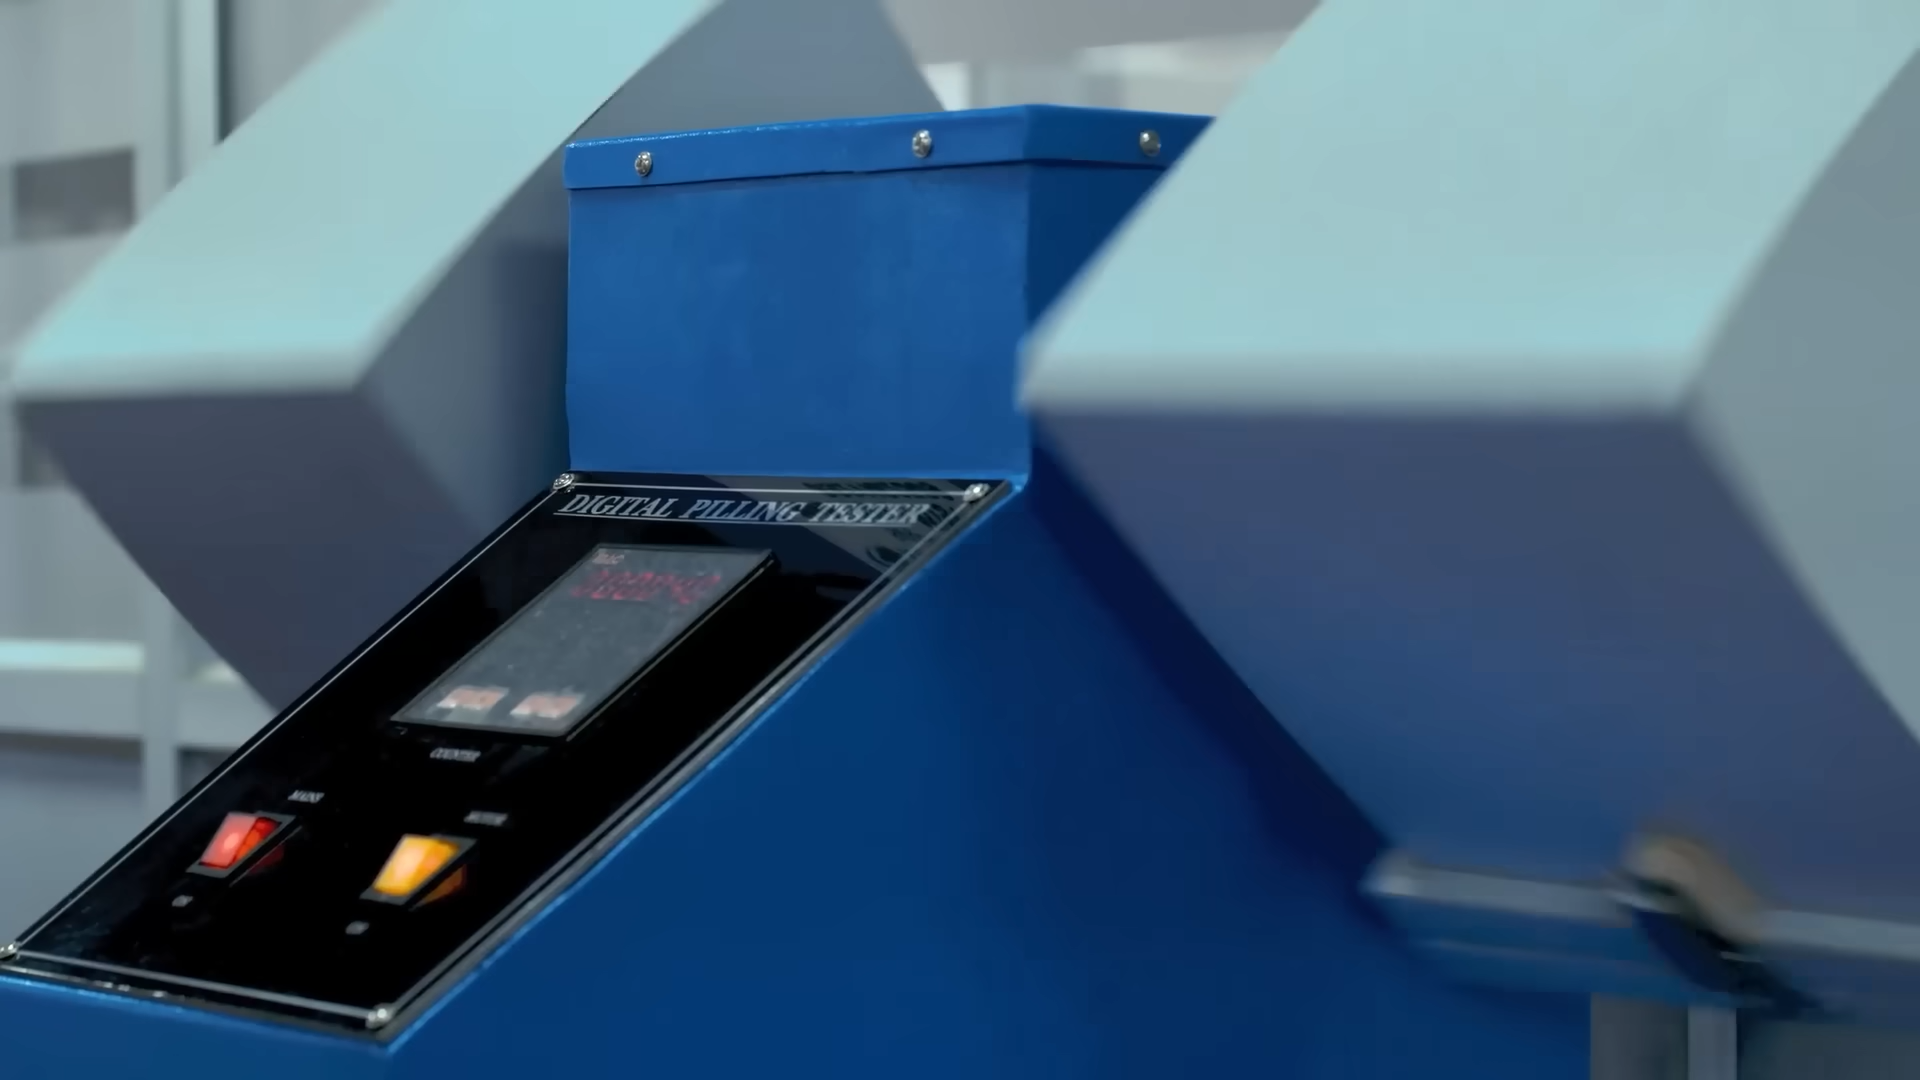 DIGITAL PILLING TESTER
COUNTER
MAINS
MOTOR
ON
ON